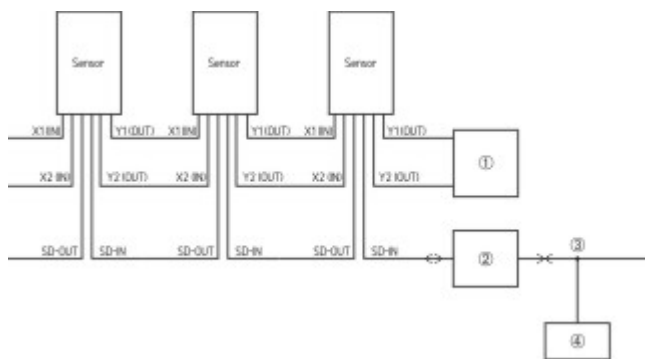 Sensor Sensor Sensor
X1(IN) Y1(OUT) X1(IN) Y1(OUT) X1(IN) Y1(OUT)
①
X2(IN) Y2(OUT) X2(IN) Y2(OUT) X2(IN) Y2(OUT)
SD-OUT SD-IN SD-OUT SD-IN SD-OUT SD-IN
③
②
④